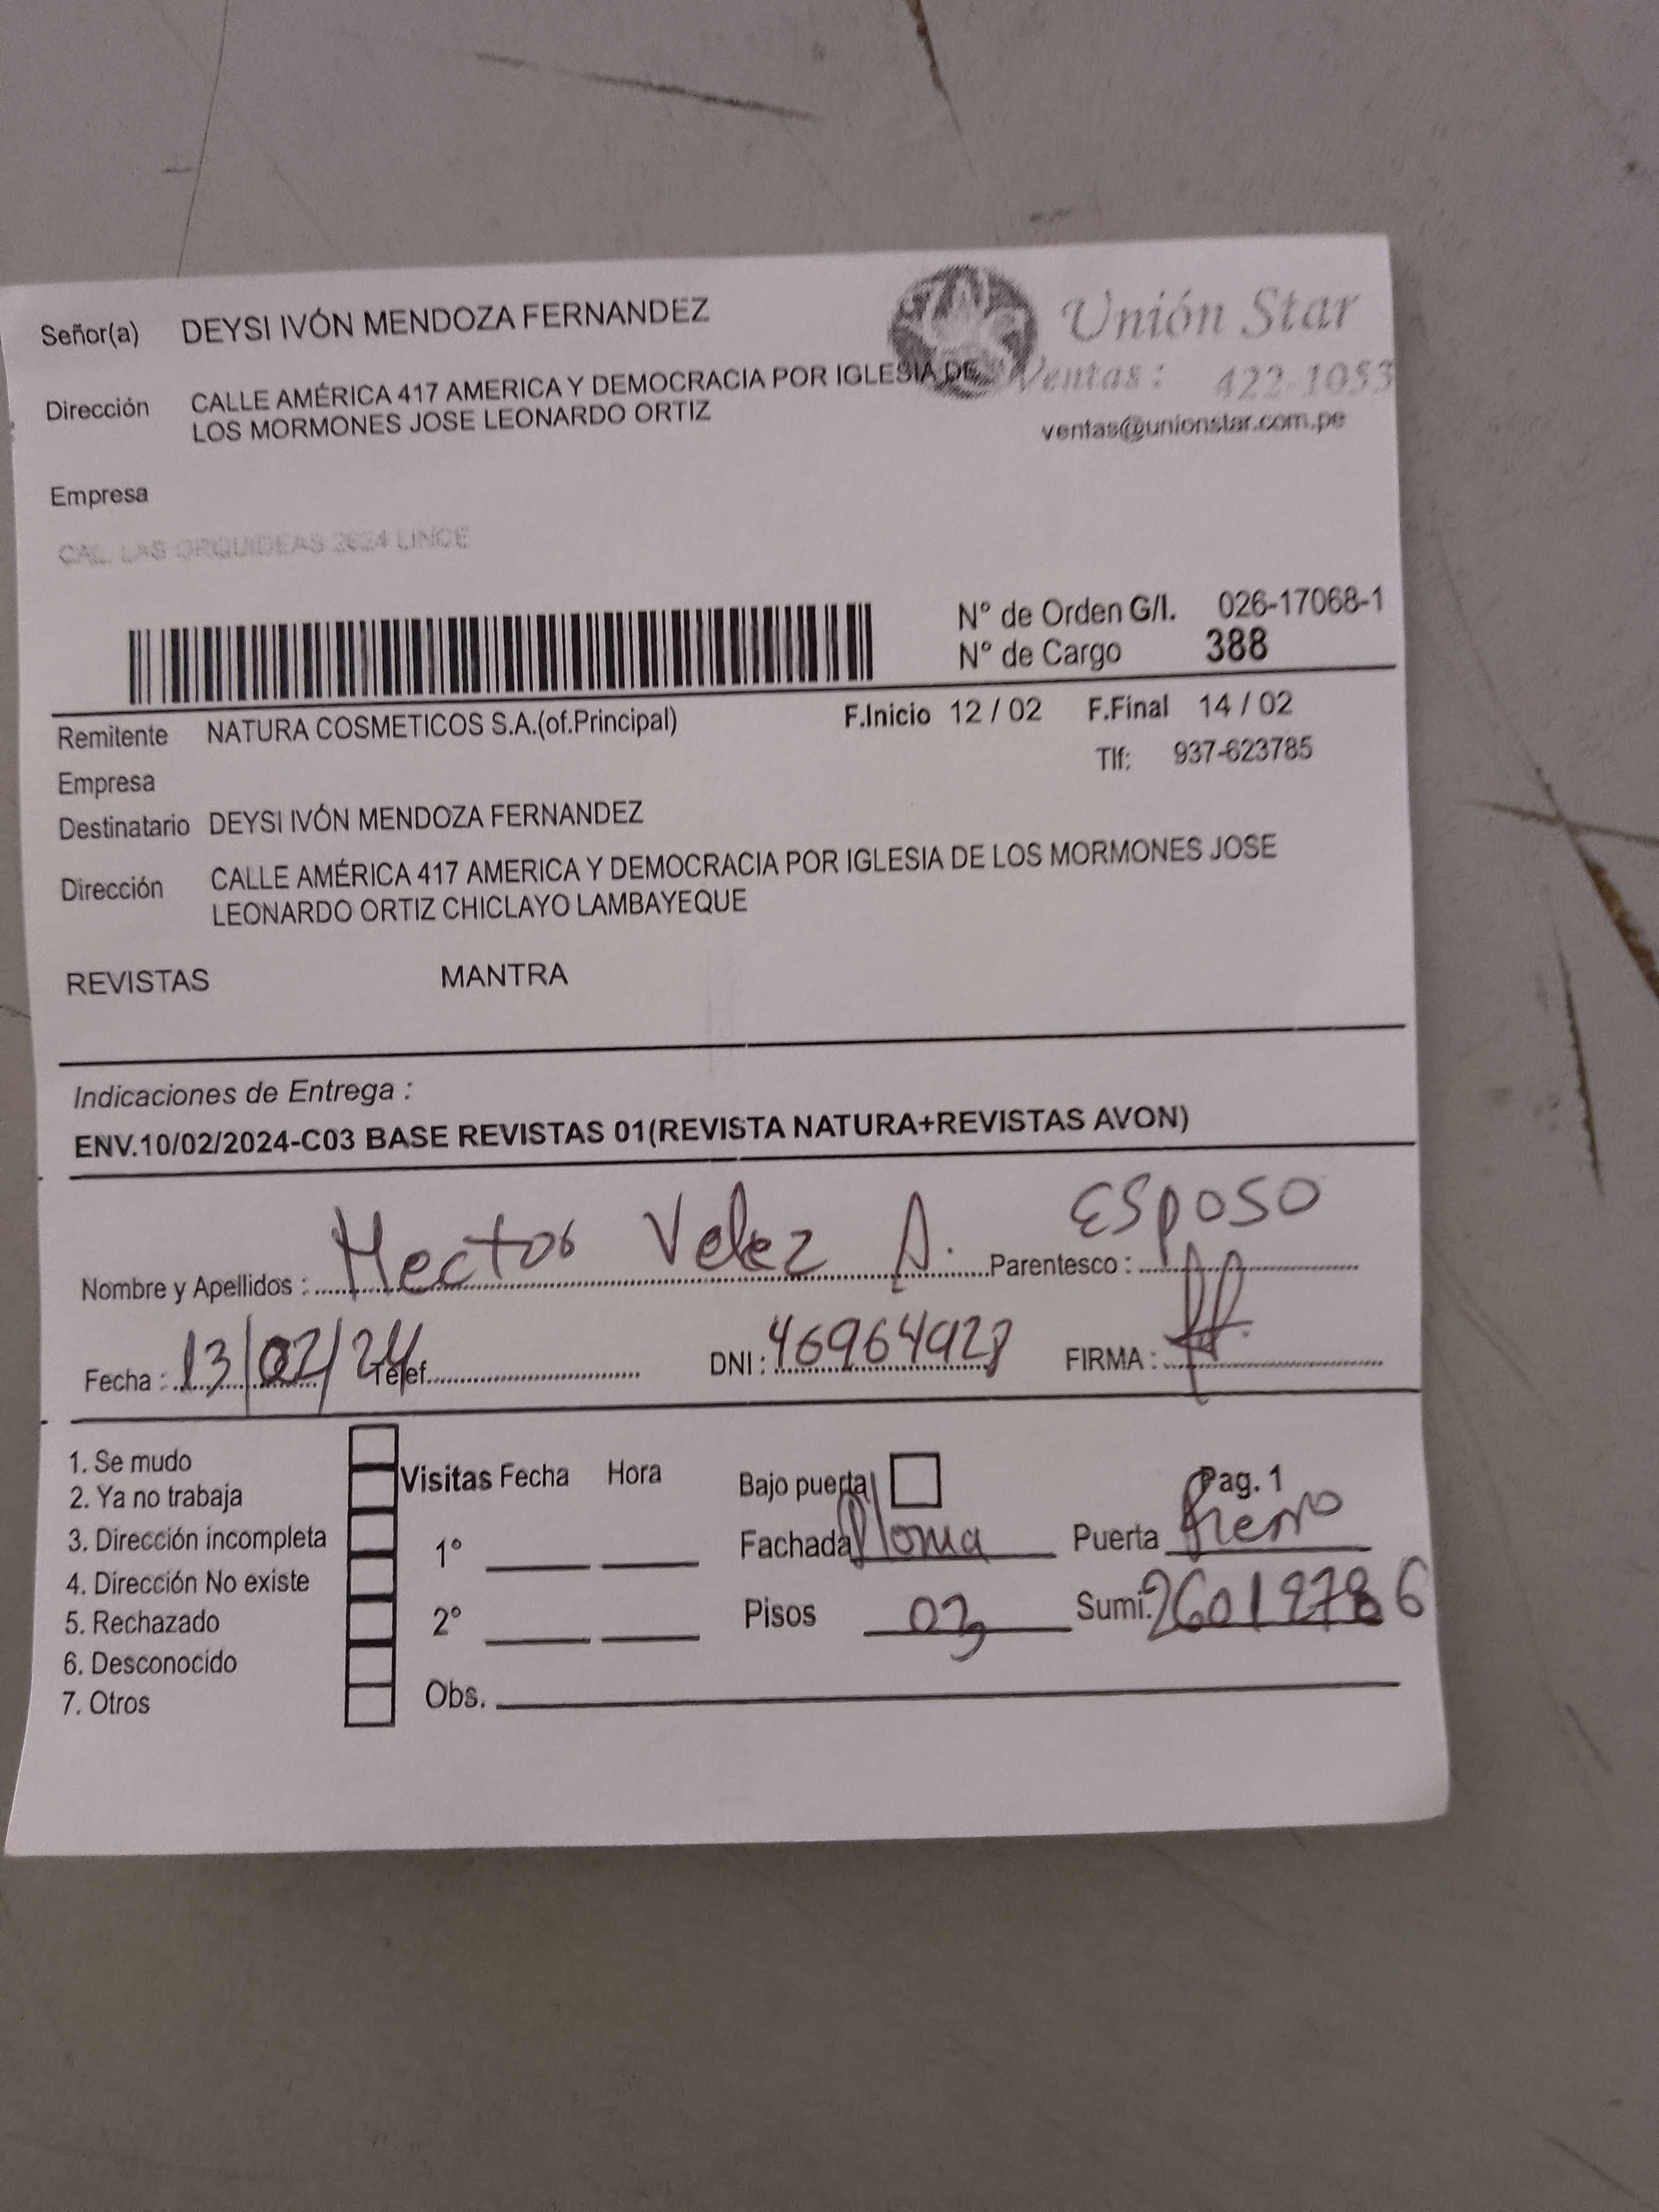 Señor(a) DEYSI IVÓN MENDOZA FERNANDEZ
Unión Star
Dirección CALLE AMÉRICA 417 AMERICA Y DEMOCRACIA POR IGLESIA DE
LOS MORMONES JOSE LEONARDO ORTIZ
Ventas: 422-1053
ventas@unionstar.com.pe
Empresa
CAL. LAS ORQUIDEAS 2624 LINCE
N° de Orden G/I. 026-17068-1
N° de Cargo 388
Remitente NATURA COSMETICOS S.A.(of.Principal) F.Inicio 12 / 02 F.Final 14 / 02
Tlf: 937-623785
Empresa
Destinatario DEYSI IVÓN MENDOZA FERNANDEZ
Dirección CALLE AMÉRICA 417 AMERICA Y DEMOCRACIA POR IGLESIA DE LOS MORMONES JOSE
LEONARDO ORTIZ CHICLAYO LAMBAYEQUE
REVISTAS MANTRA
Indicaciones de Entrega :
ENV.10/02/2024-C03 BASE REVISTAS 01(REVISTA NATURA+REVISTAS AVON)
Nombre y Apellidos : Hector Velez A. Parentesco : Esposo
Fecha : 13/02/24 Telef. DNI : 46964928 FIRMA :
1. Se mudo
2. Ya no trabaja
3. Dirección incompleta
4. Dirección No existe
5. Rechazado
6. Desconocido
7. Otros
Visitas Fecha Hora
1°
2°
Obs.
Bajo puerta Pag. 1
Fachada Ploma Puerta fierro
Pisos 03 Sumi.